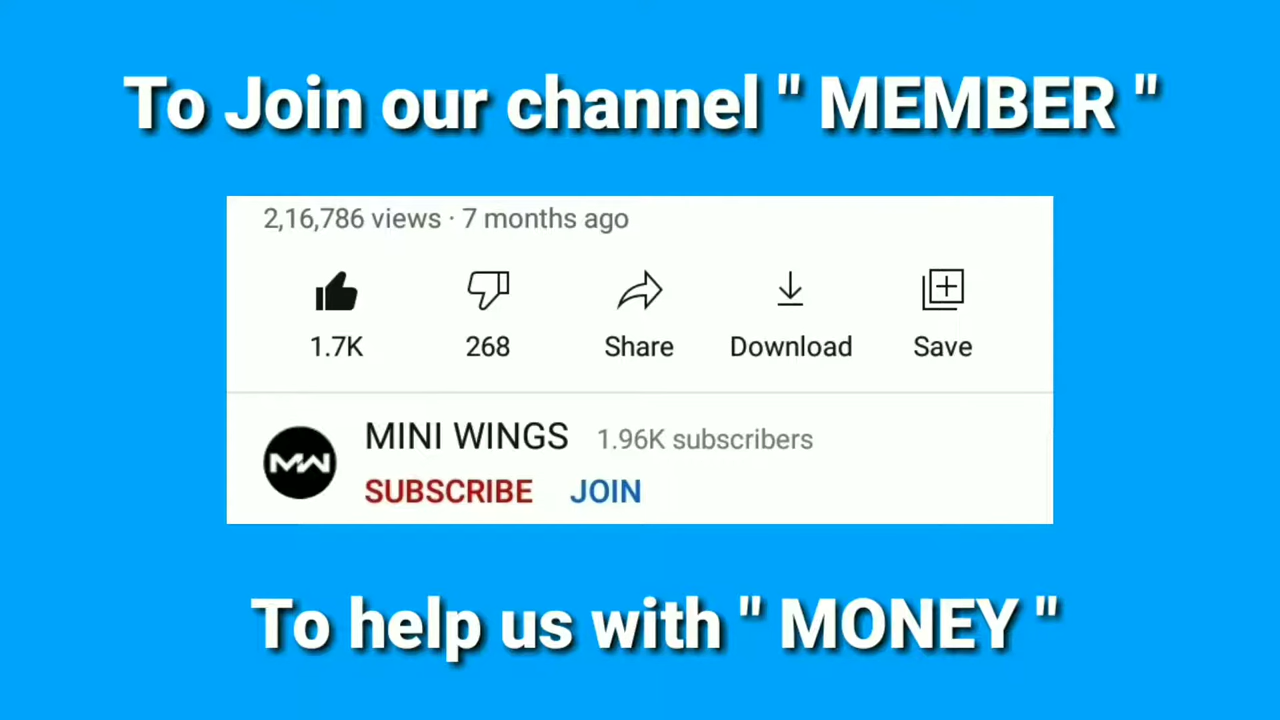 To Join our channel " MEMBER "
2,16,786 views · 7 months ago
1.7K 268 Share Download Save
MW MINI WINGS 1.96K subscribers
SUBSCRIBE JOIN
To help us with " MONEY "